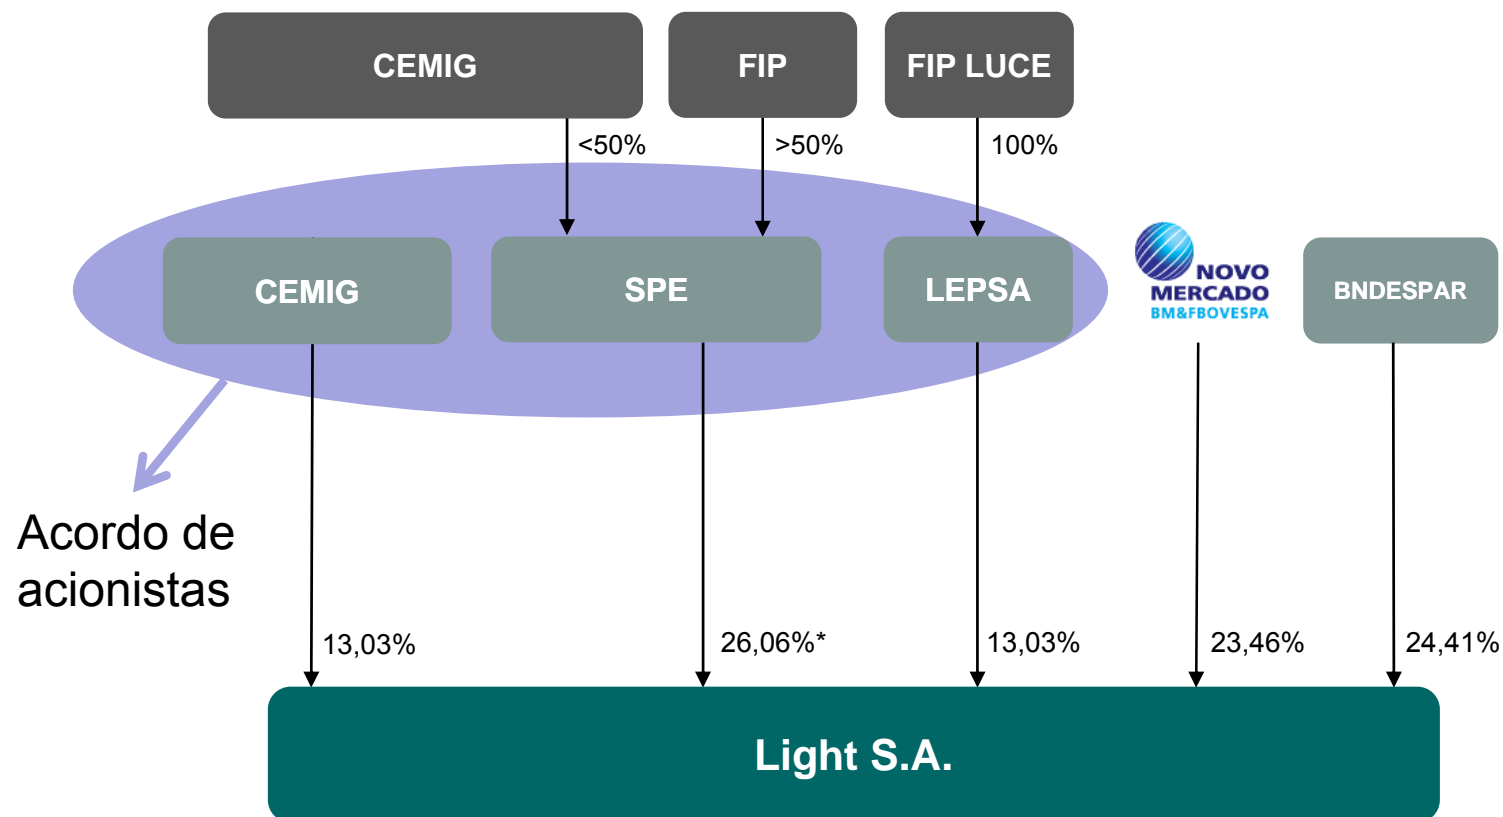 CEMIG
FIP
FIP LUCE
<50%
>50%
100%
CEMIG
SPE
LEPSA
NOVO
MERCADO
BM&FBOVESPA
BNDESPAR
Acordo de
acionistas
13,03%
26,06%*
13,03%
23,46%
24,41%
Light S.A.